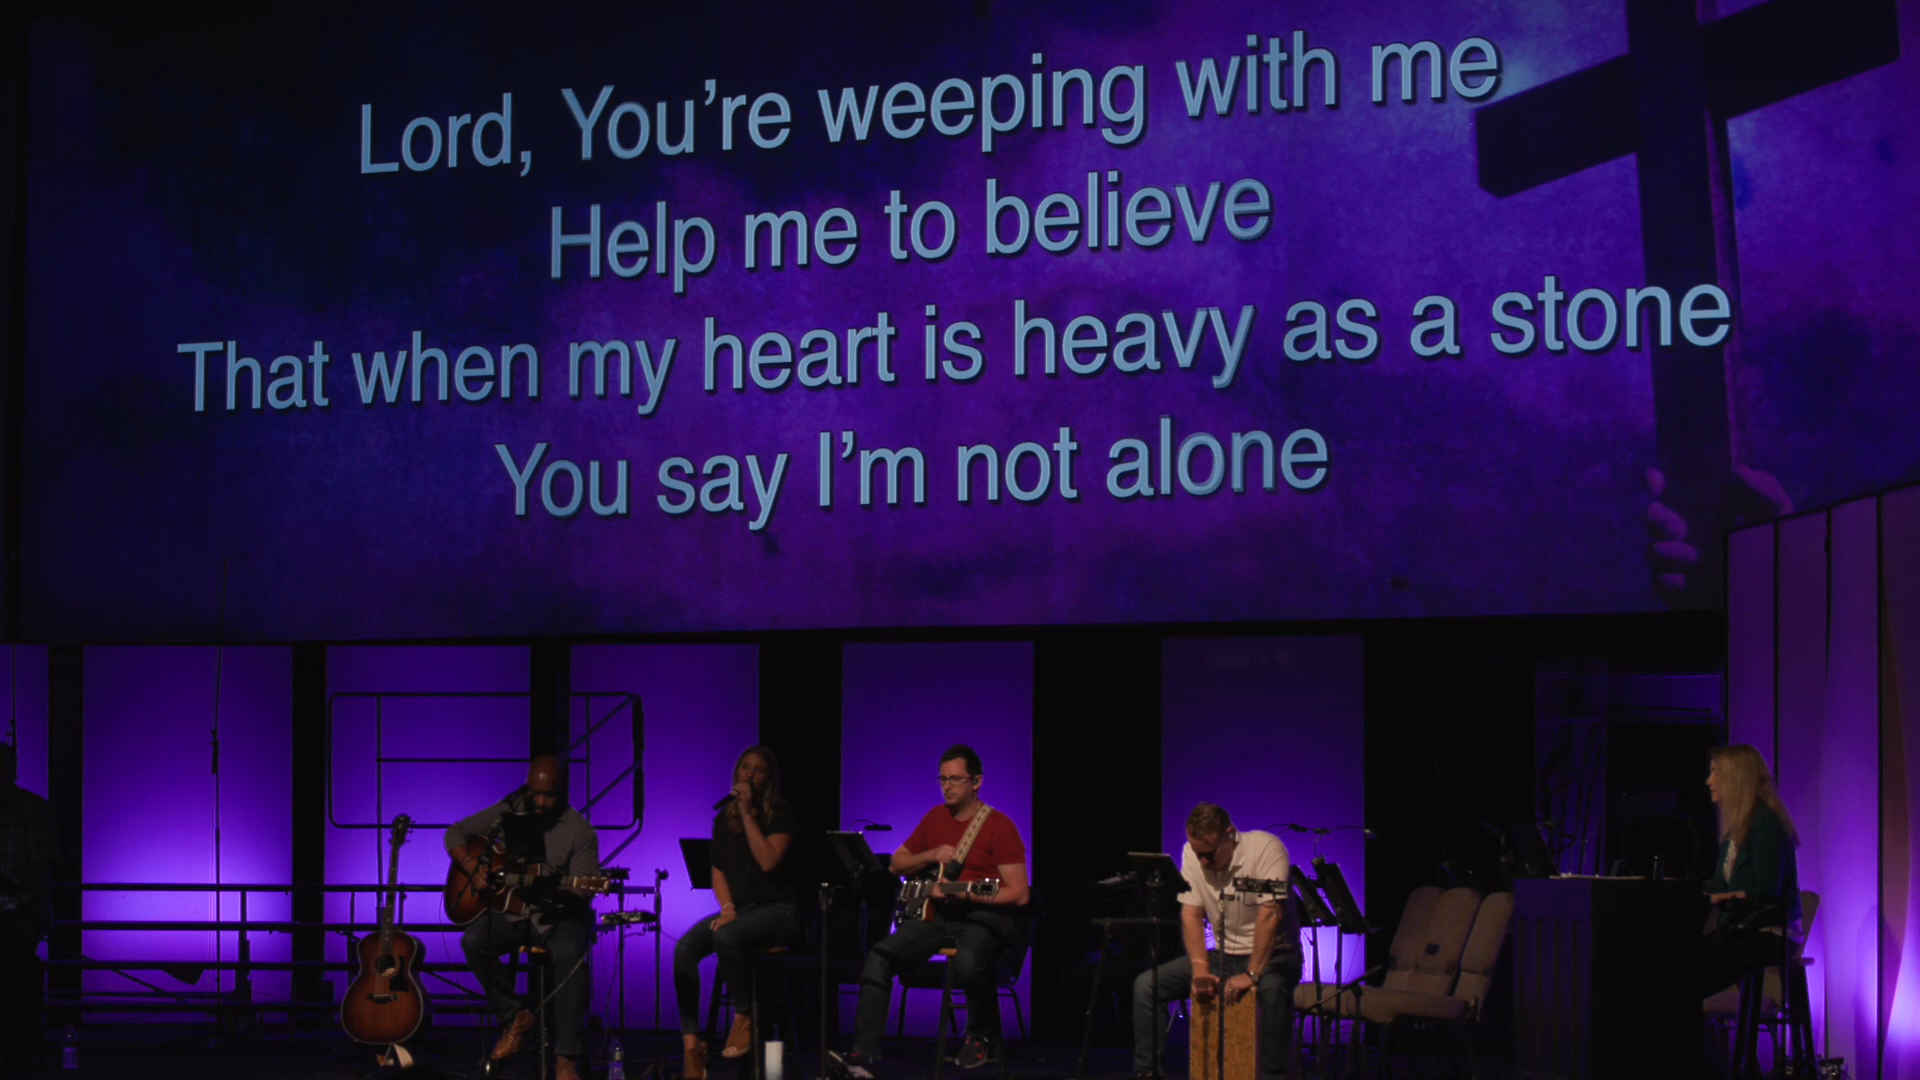 Lord, You’re weeping with me
Help me to believe
That when my heart is heavy as a stone
You say I’m not alone